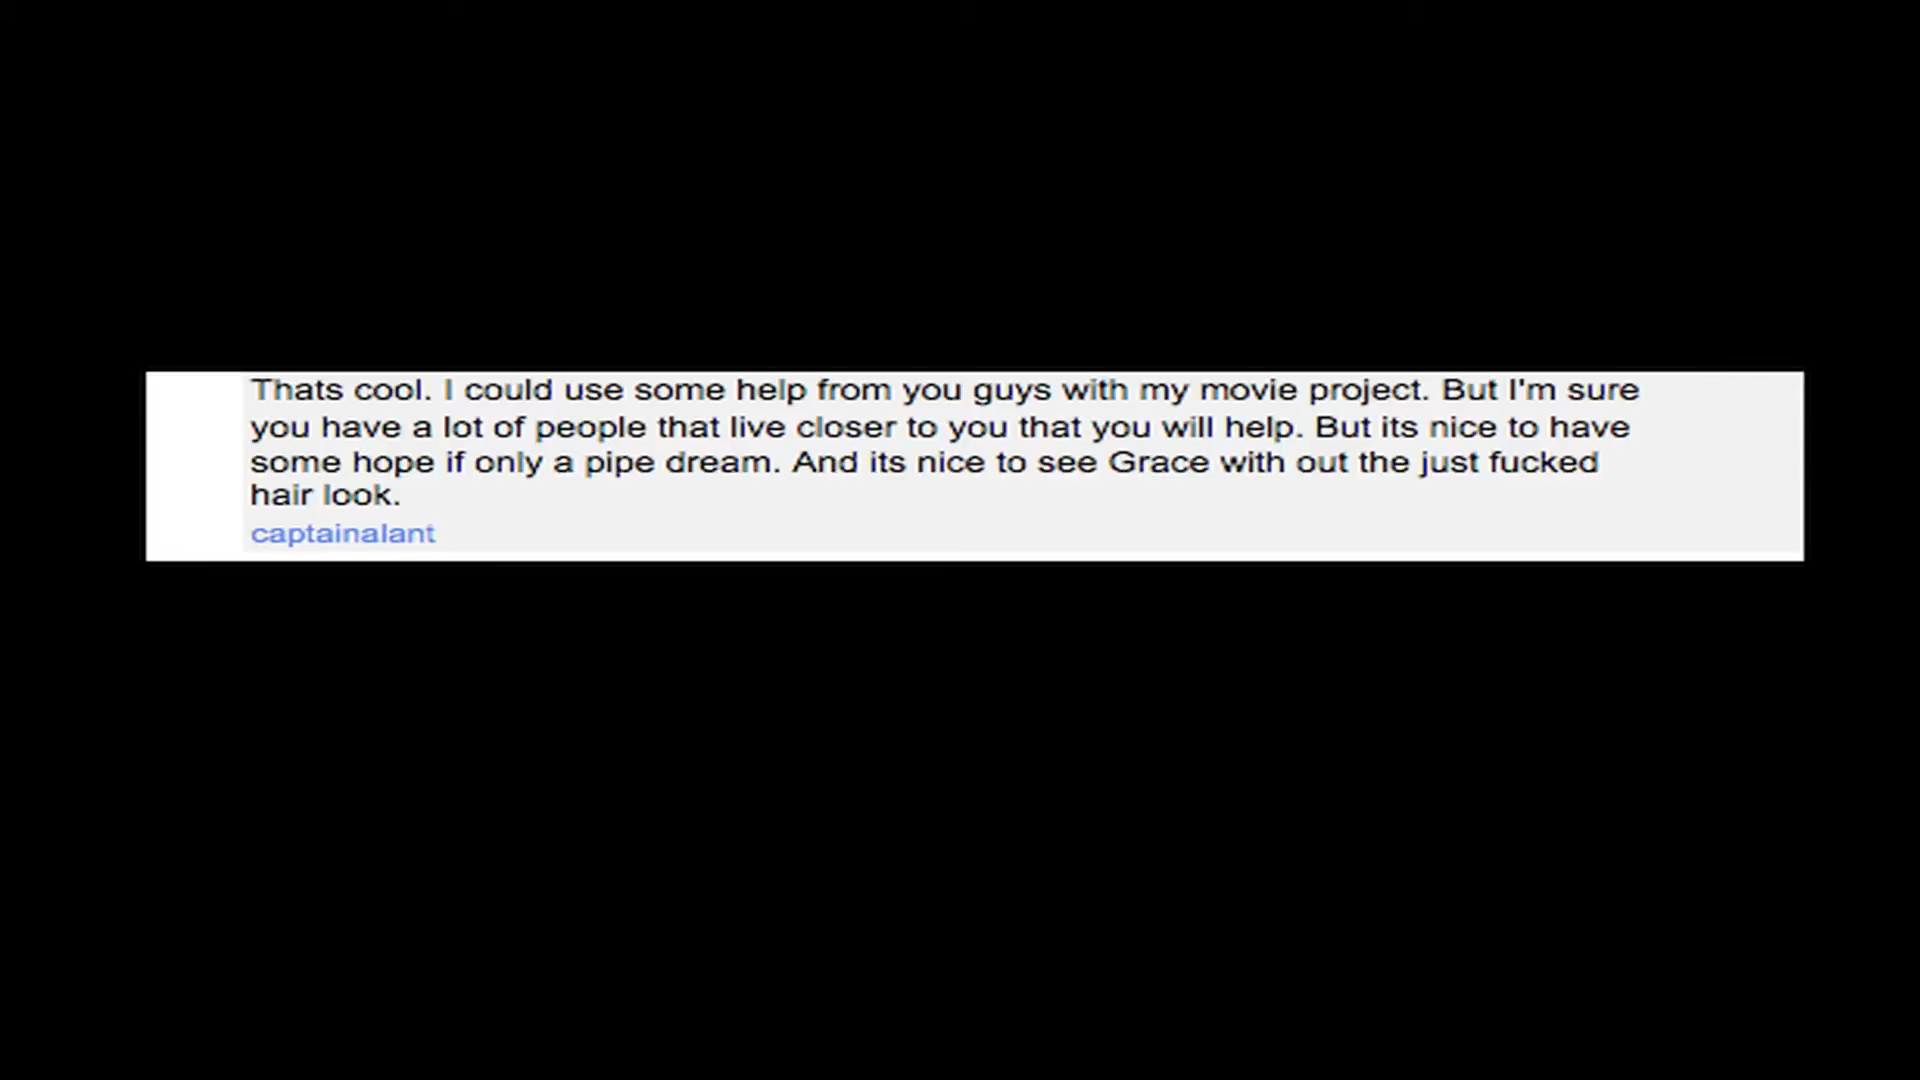 Thats cool. I could use some help from you guys with my movie project. But I'm sure
you have a lot of people that live closer to you that you will help. But its nice to have
some hope if only a pipe dream. And its nice to see Grace with out the just fucked
hair look.
captainalant